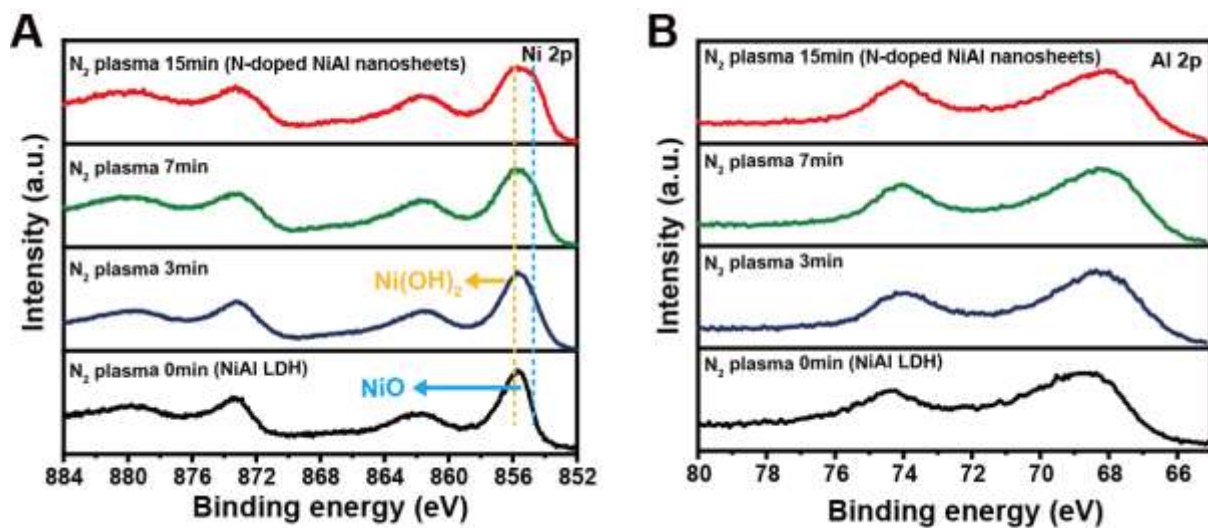 A
N₂ plasma 15min (N-doped NiAl nanosheets)
Ni 2p
N₂ plasma 7min
N₂ plasma 3min
Ni(OH)₂
N₂ plasma 0min (NiAl LDH)
NiO
Intensity (a.u.)
884 880 876 872 868 864 860 856 852
Binding energy (eV)
B
N₂ plasma 15min (N-doped NiAl nanosheets)
Al 2p
N₂ plasma 7min
N₂ plasma 3min
N₂ plasma 0min (NiAl LDH)
Intensity (a.u.)
80 78 76 74 72 70 68 66
Binding energy (eV)